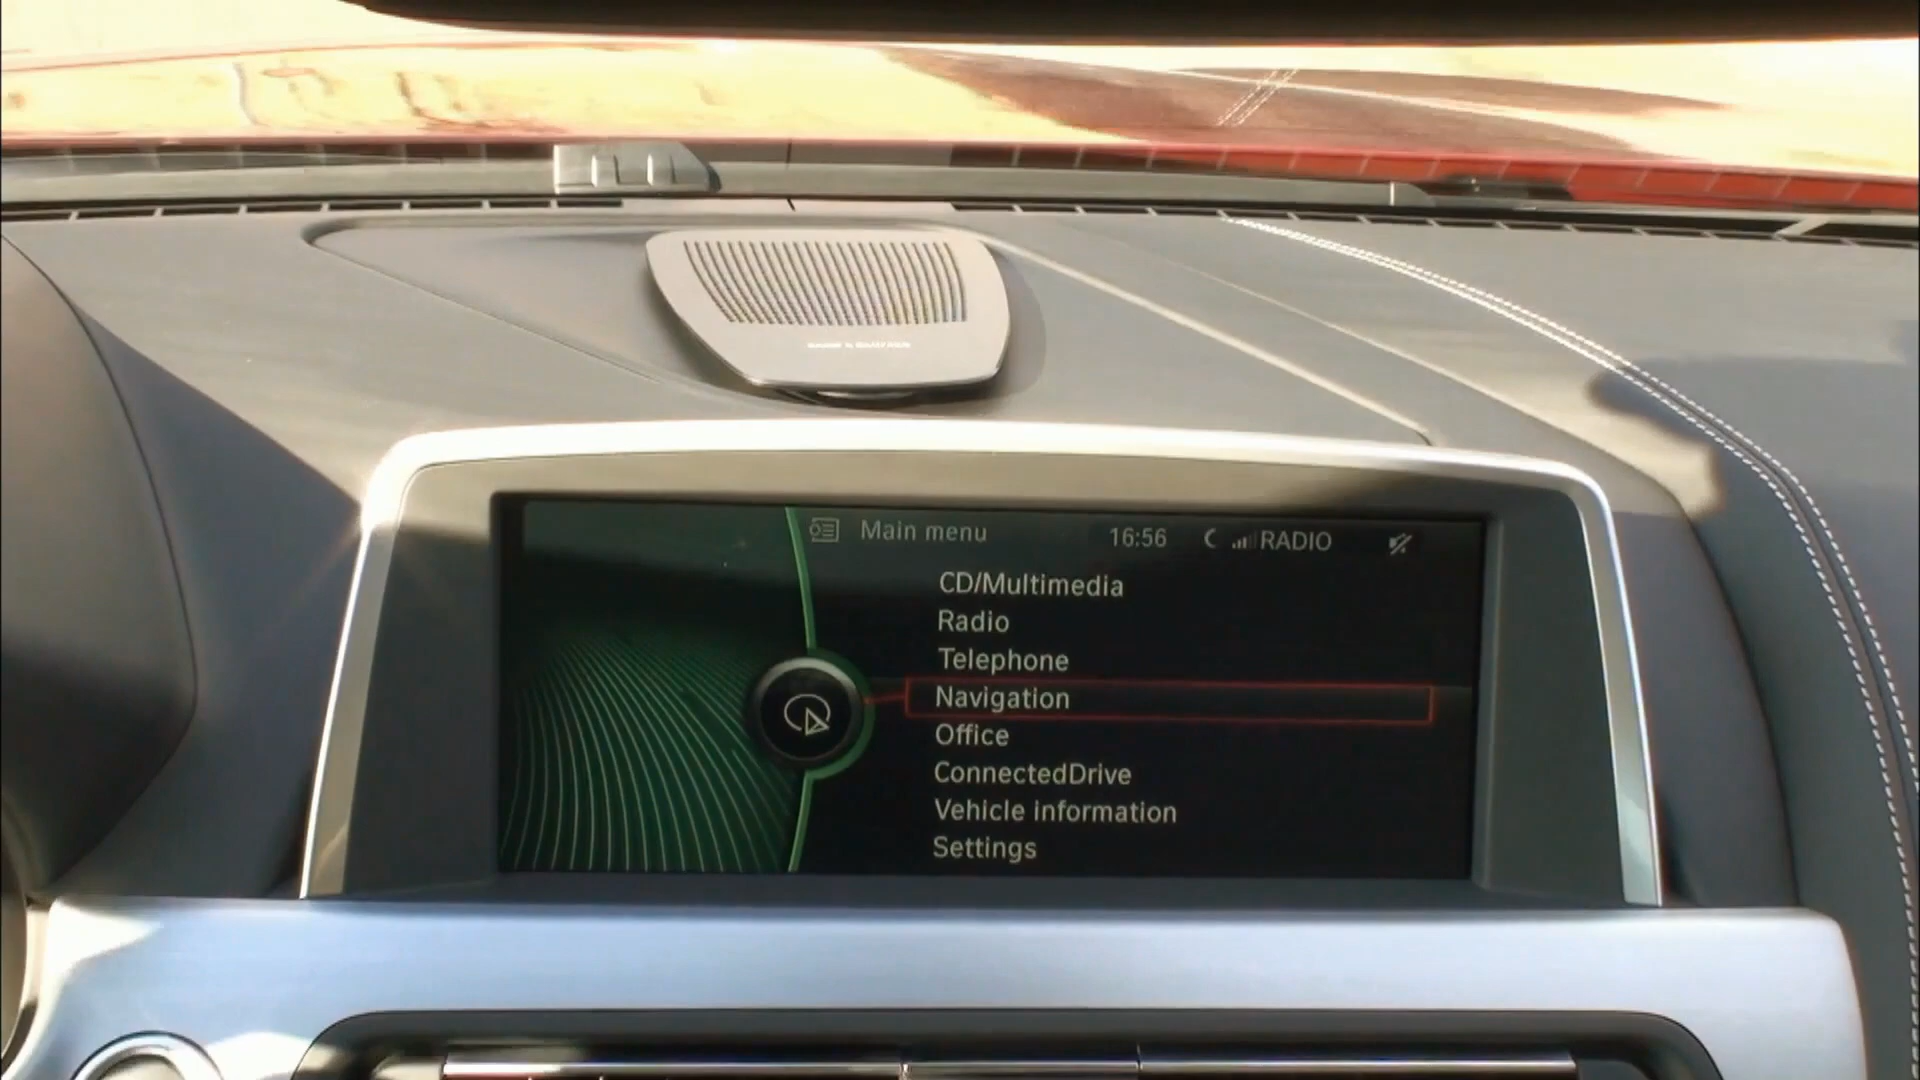 Main menu 16:56 RADIO
CD/Multimedia
Radio
Telephone
Navigation
Office
ConnectedDrive
Vehicle information
Settings